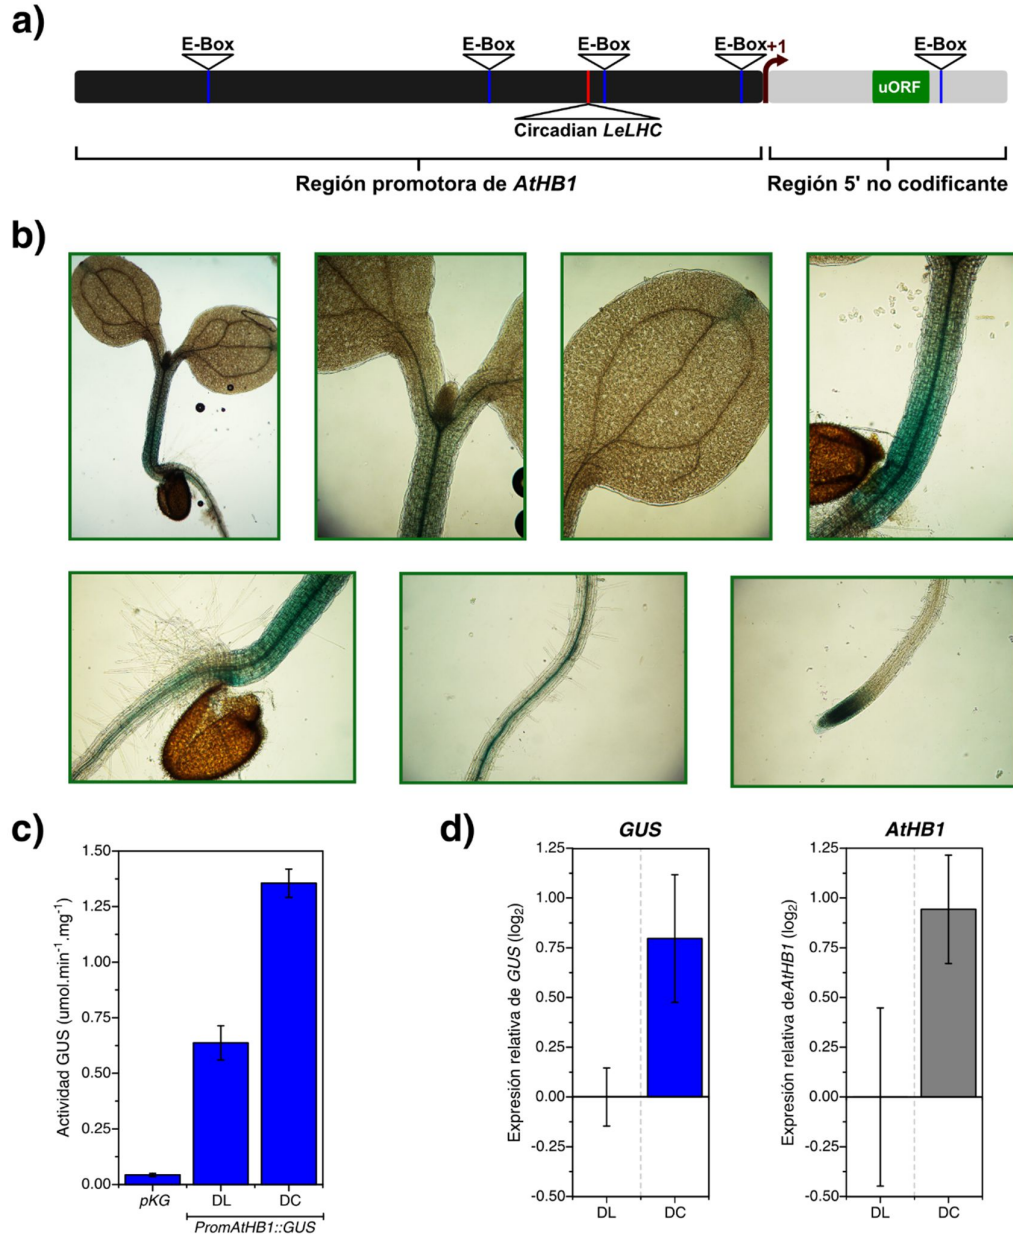 a)
E-Box E-Box E-Box E-Box +1 E-Box
uORF
Circadian LeLHC
Región promotora de AtHB1 Región 5' no codificante
b)
c)
Actividad GUS (umol.min-1.mg-1)
1.50
1.25
1.00
0.75
0.50
0.25
0.00
pKG DL DC
PromAtHB1::GUS
d)
GUS
Expresión relativa de GUS (log2)
1.25
1.00
0.75
0.50
0.25
0.00
-0.25
-0.50
DL DC
AtHB1
Expresión relativa deAtHB1 (log2)
1.25
1.00
0.75
0.50
0.25
0.00
-0.25
-0.50
DL DC